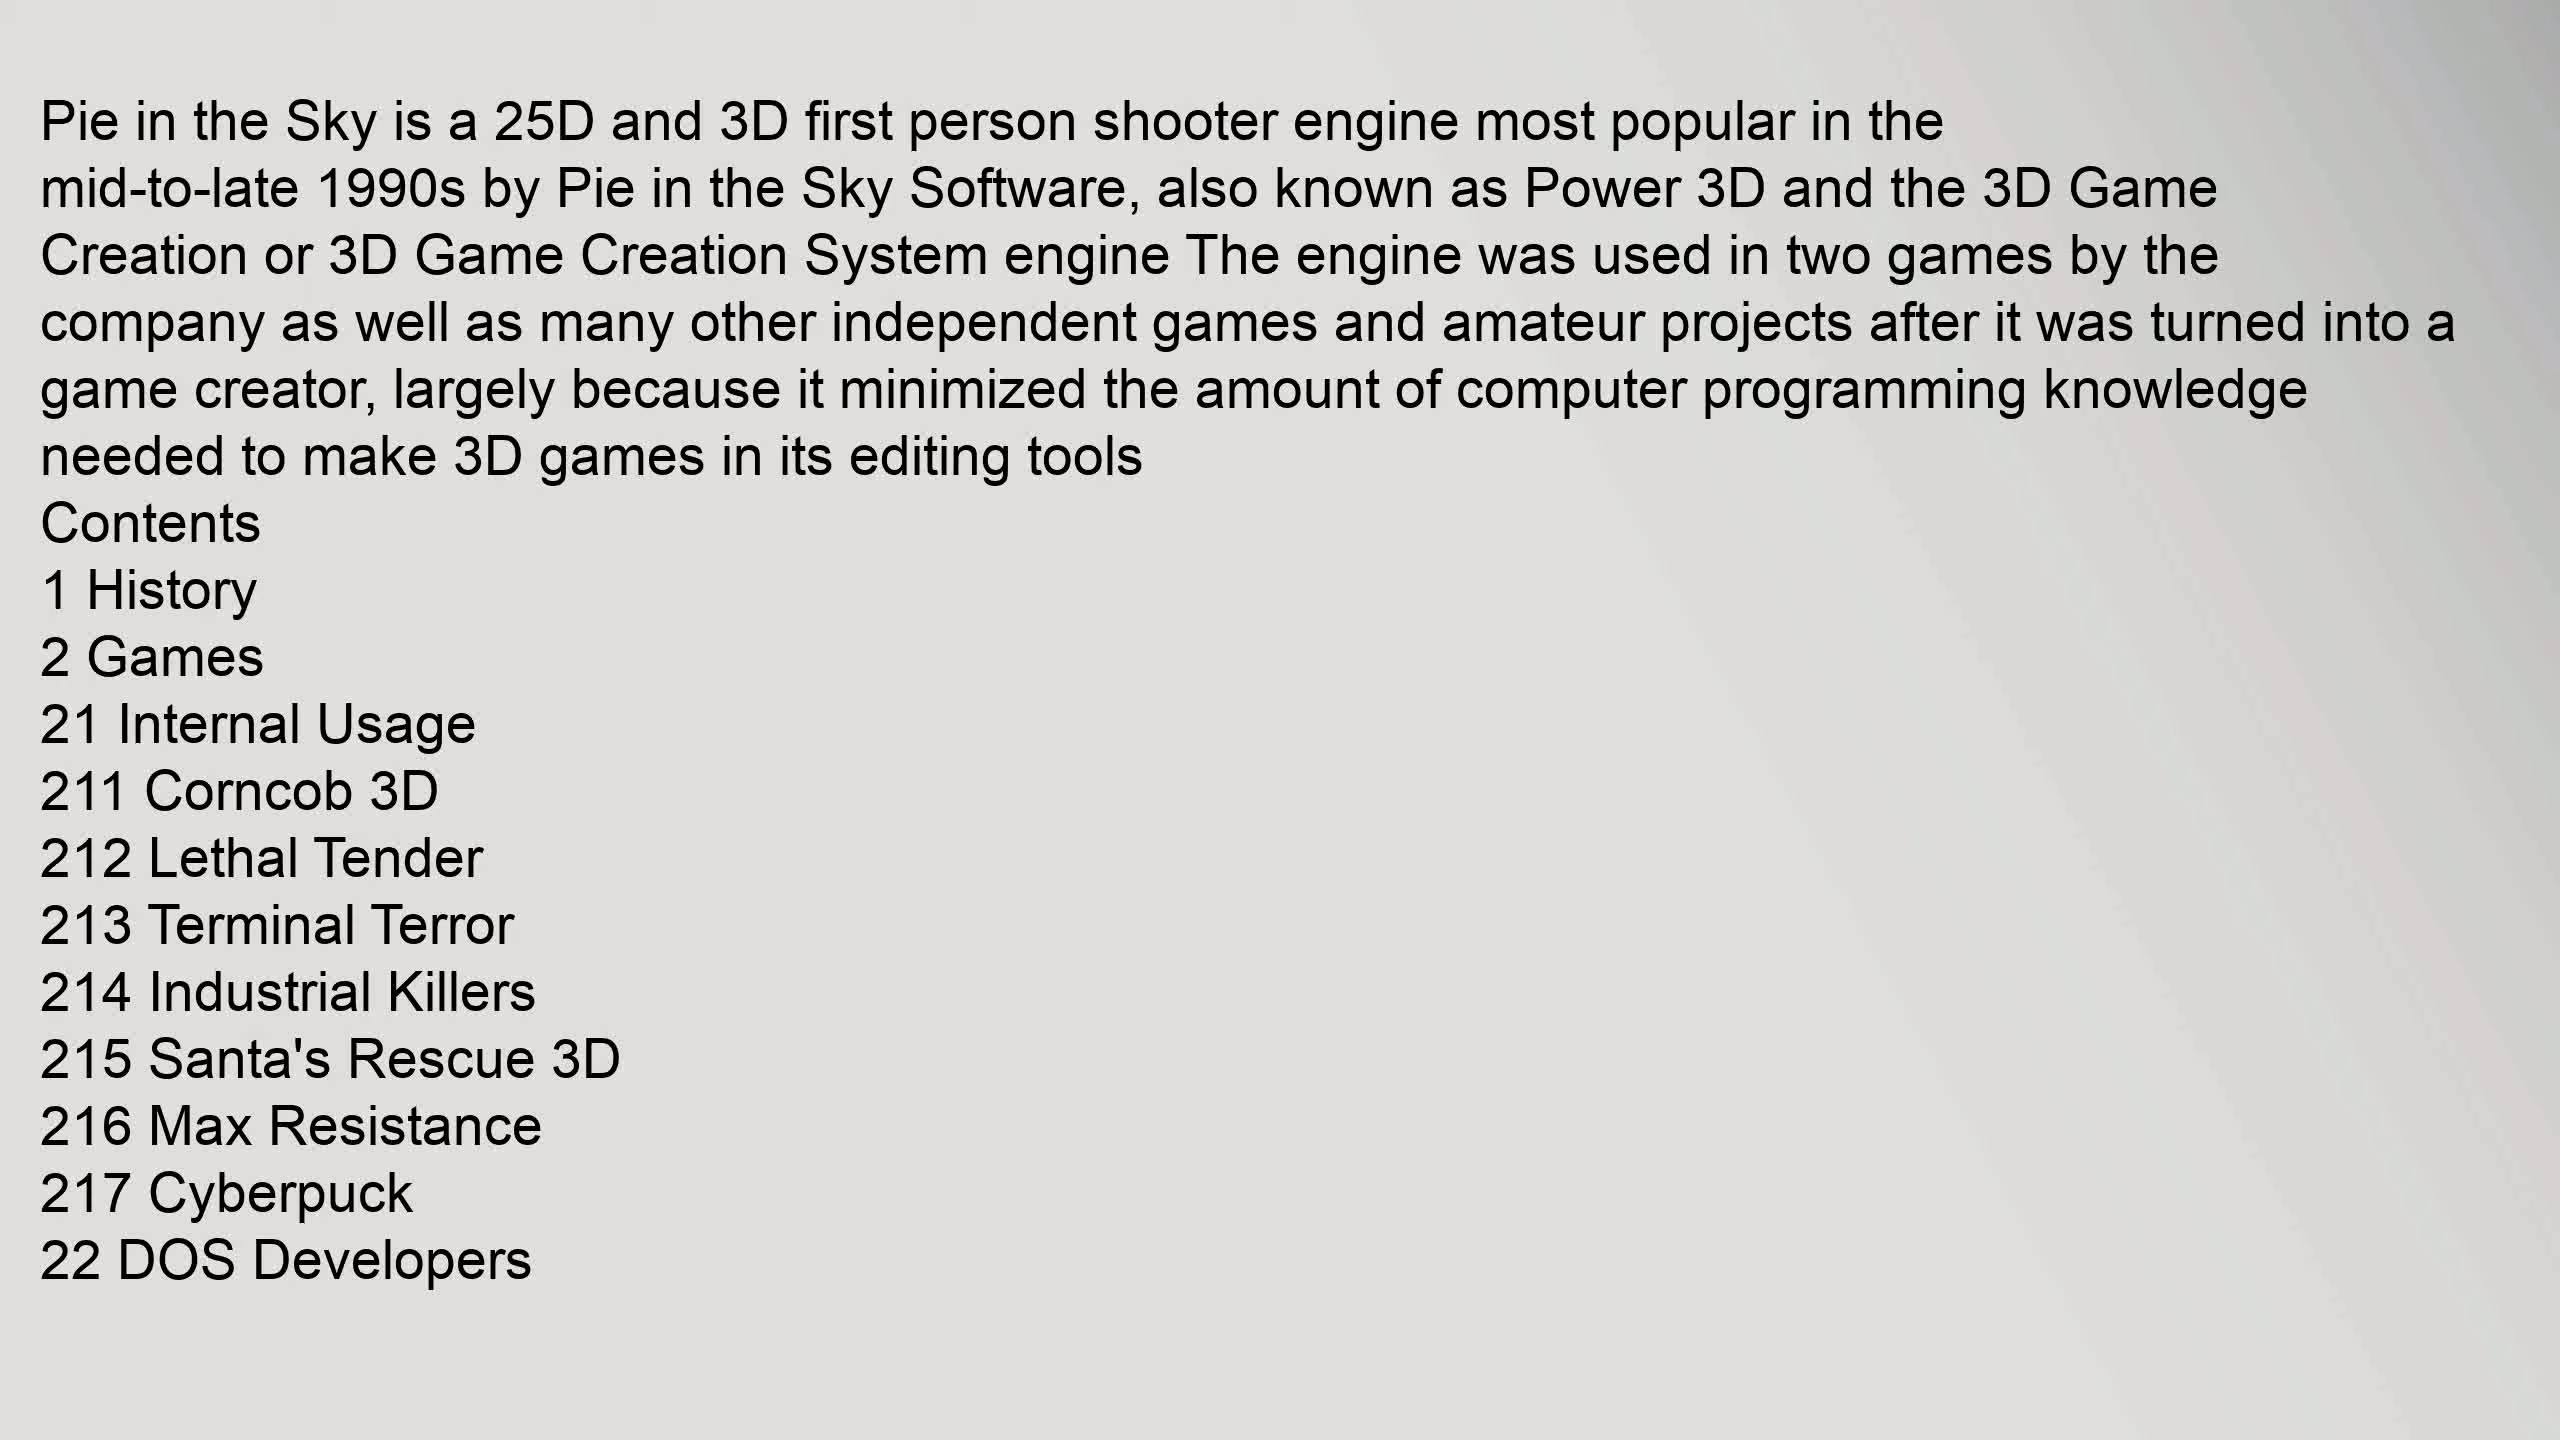 Pie in the Sky is a 25D and 3D first person shooter engine most popular in the
mid-to-late 1990s by Pie in the Sky Software, also known as Power 3D and the 3D Game
Creation or 3D Game Creation System engine The engine was used in two games by the
company as well as many other independent games and amateur projects after it was turned into a
game creator, largely because it minimized the amount of computer programming knowledge
needed to make 3D games in its editing tools
Contents
1 History
2 Games
21 Internal Usage
211 Corncob 3D
212 Lethal Tender
213 Terminal Terror
214 Industrial Killers
215 Santa's Rescue 3D
216 Max Resistance
217 Cyberpuck
22 DOS Developers